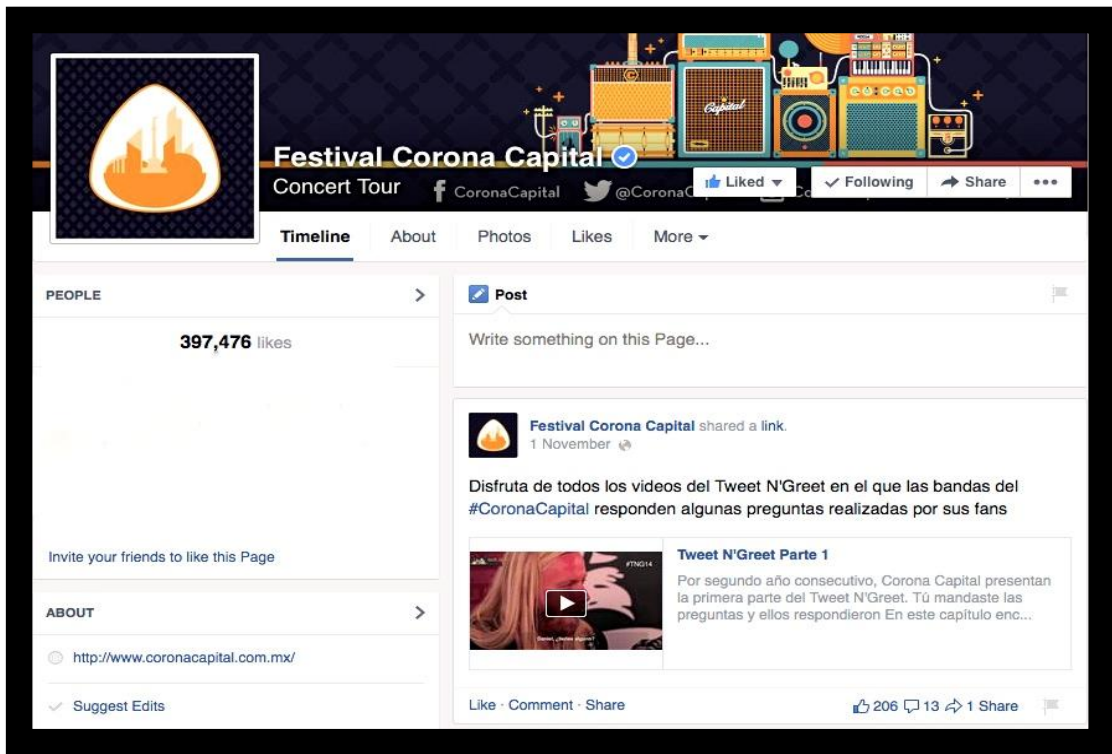 Capital
Festival Corona Capital
Concert Tour
CoronaCapital
@CoronaC
Liked
Following
Share
Timeline
About
Photos
Likes
More
PEOPLE
397,476 likes
Invite your friends to like this Page
ABOUT
http://www.coronacapital.com.mx/
Suggest Edits
Post
Write something on this Page...
Festival Corona Capital shared a link.
1 November
Disfruta de todos los videos del Tweet N'Greet en el que las bandas del
#CoronaCapital responden algunas preguntas realizadas por sus fans
#TNG14
Tweet N'Greet Parte 1
Por segundo año consecutivo, Corona Capital presentan
la primera parte del Tweet N'Greet. Tú mandaste las
preguntas y ellos respondieron En este capítulo enc...
Like · Comment · Share
206 13 1 Share